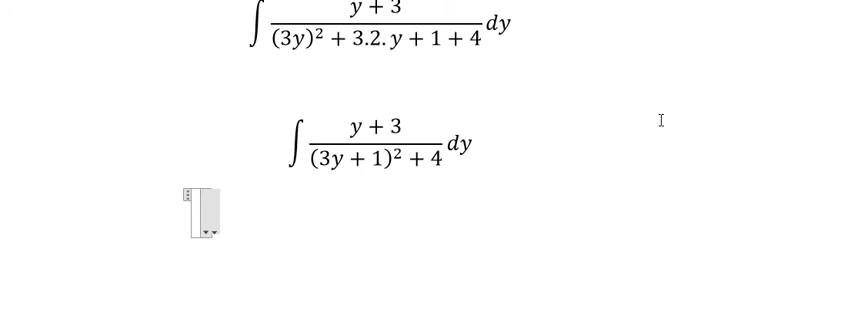 ∫ (y + 3)/((3y)² + 3.2. y + 1 + 4) dy
∫ (y + 3)/((3y + 1)² + 4) dy